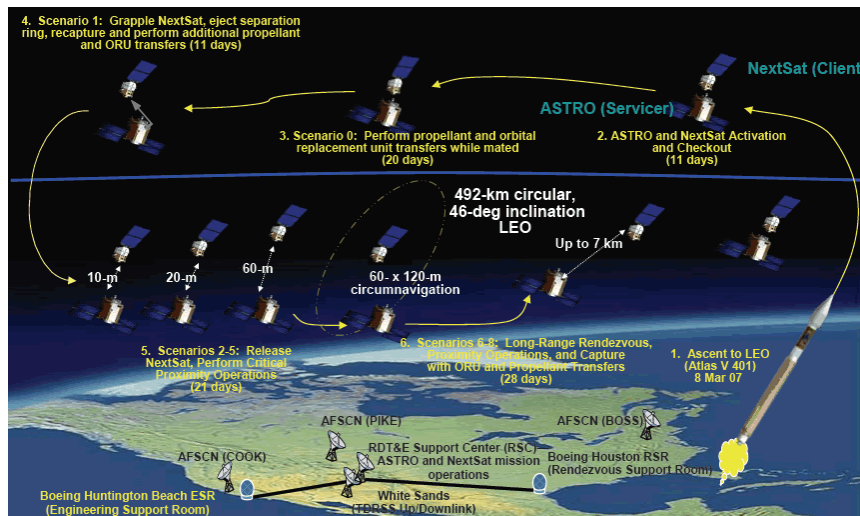 4.  Scenario 1:  Grapple NextSat, eject separation
ring, recapture and perform additional propellant
and ORU transfers (11 days)
NextSat (Client
ASTRO (Servicer)
3. Scenario 0:  Perform propellant and orbital
replacement unit transfers while mated
(20 days)
2. ASTRO and NextSat Activation
and Checkout
(11 days)
492-km circular,
46-deg inclination
LEO
Up to 7 km
10-m
20-m
60-m
60- x 120-m
circumnavigation
5.  Scenarios 2-5:  Release
NextSat, Perform Critical
Proximity Operations
(21 days)
6.  Scenarios 6-8:  Long-Range Rendezvous,
Proximity Operations, and Capture
with ORU and Propellant Transfers
(28 days)
1.  Ascent to LEO
(Atlas V 401)
8 Mar 07
AFSCN (PIKE)
AFSCN (BOSS)
AFSCN (COOK)
RDT&E Support Center (RSC)
ASTRO and NextSat mission
operations
Boeing Houston RSR
(Rendezvous Support Room)
Boeing Huntington Beach ESR
(Engineering Support Room)
White Sands
(TDRSS Up/Downlink)